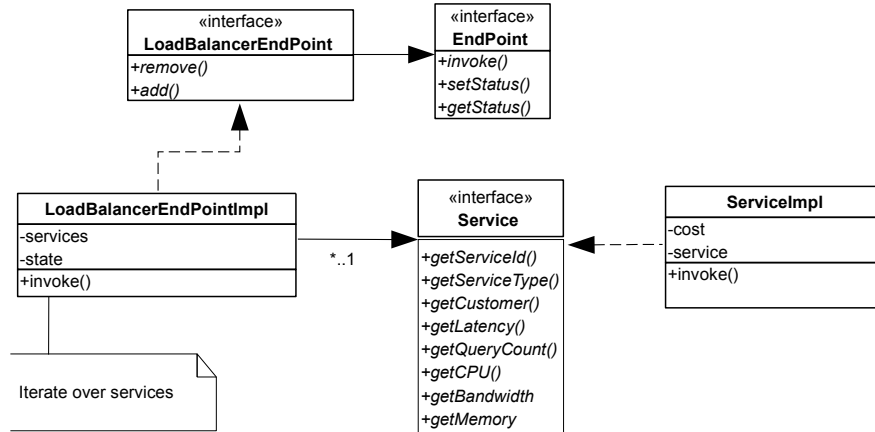 «interface»
LoadBalancerEndPoint
+remove()
+add()
«interface»
EndPoint
+invoke()
+setStatus()
+getStatus()
LoadBalancerEndPointImpl
-services
-state
+invoke()
*..1
«interface»
Service
+getServiceId()
+getServiceType()
+getCustomer()
+getLatency()
+getQueryCount()
+getCPU()
+getBandwidth
+getMemory
ServiceImpl
-cost
-service
+invoke()
Iterate over services